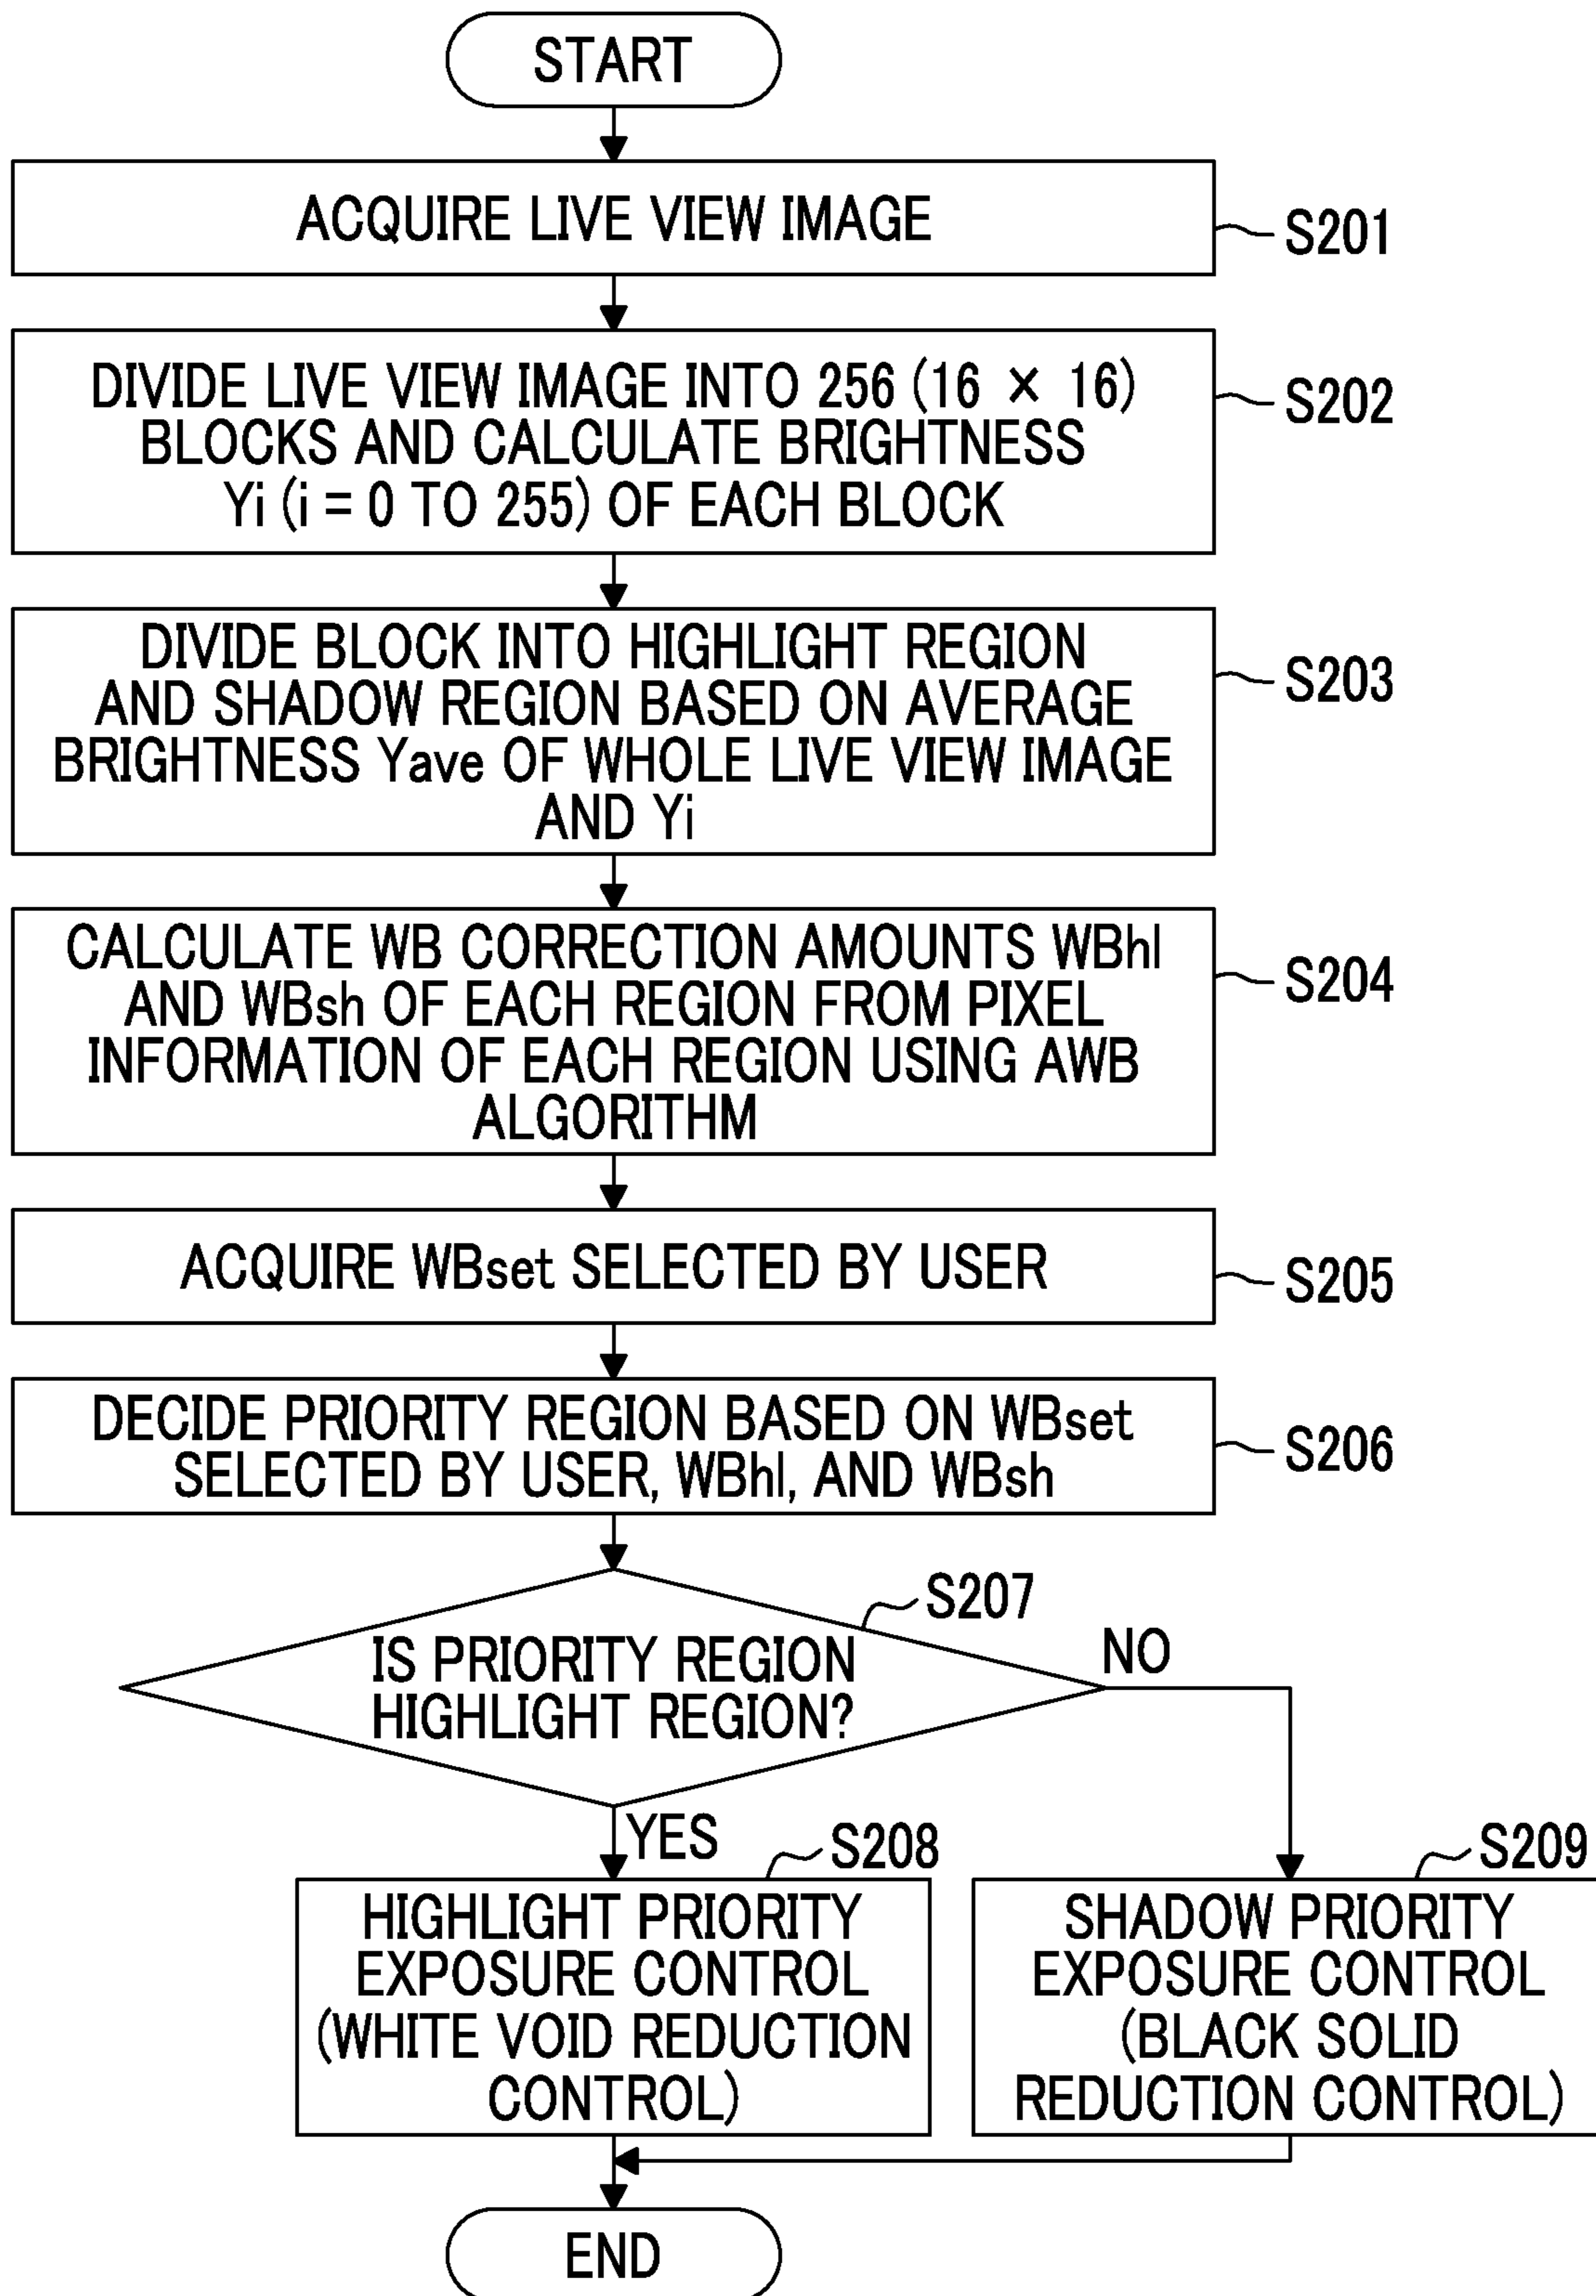 START
ACQUIRE LIVE VIEW IMAGE
S201
DIVIDE LIVE VIEW IMAGE INTO 256 (16 × 16)
BLOCKS AND CALCULATE BRIGHTNESS
Yi (i = 0 TO 255) OF EACH BLOCK
S202
DIVIDE BLOCK INTO HIGHLIGHT REGION
AND SHADOW REGION BASED ON AVERAGE
BRIGHTNESS Yave OF WHOLE LIVE VIEW IMAGE
AND Yi
S203
CALCULATE WB CORRECTION AMOUNTS WBhl
AND WBsh OF EACH REGION FROM PIXEL
INFORMATION OF EACH REGION USING AWB
ALGORITHM
S204
ACQUIRE WBset SELECTED BY USER
S205
DECIDE PRIORITY REGION BASED ON WBset
SELECTED BY USER, WBhl, AND WBsh
S206
S207
IS PRIORITY REGION
HIGHLIGHT REGION?
NO
YES
S208
HIGHLIGHT PRIORITY
EXPOSURE CONTROL
(WHITE VOID REDUCTION
CONTROL)
S209
SHADOW PRIORITY
EXPOSURE CONTROL
(BLACK SOLID
REDUCTION CONTROL)
END